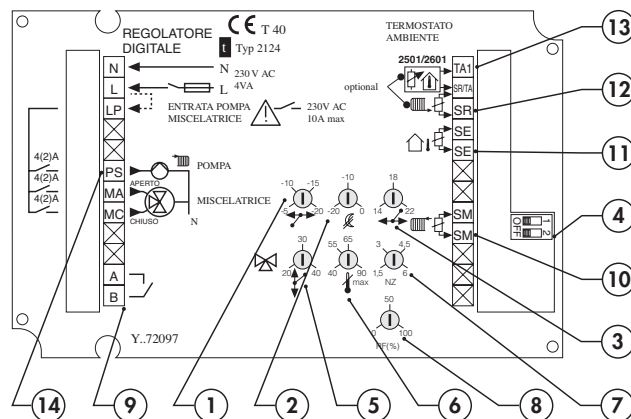 REGOLATORE
DIGITALE
CE T 40
t Typ 2124
TERMOSTATO
AMBIENTE
2501/2601
optional
N
L
LP
PS
MA
MC
A
B
N
L
230 V AC
4VA
ENTRATA POMPA
MISCELATRICE
230V AC
10A max
4(2)A
4(2)A
4(2)A
POMPA
APERTO
MISCELATRICE
CHIUSO
N
TA1
SR/TA
SR
SE
SE
SM
SM
OFF
1
2
-10
-15
-5
-20
-10
-20
0
18
14
22
30
20
40
55
65
40
90
max
3
4,5
1,5
6
NZ
50
0
100
RF(%)
Y..72097
13
12
11
4
10
14
9
1
2
5
6
8
7
3